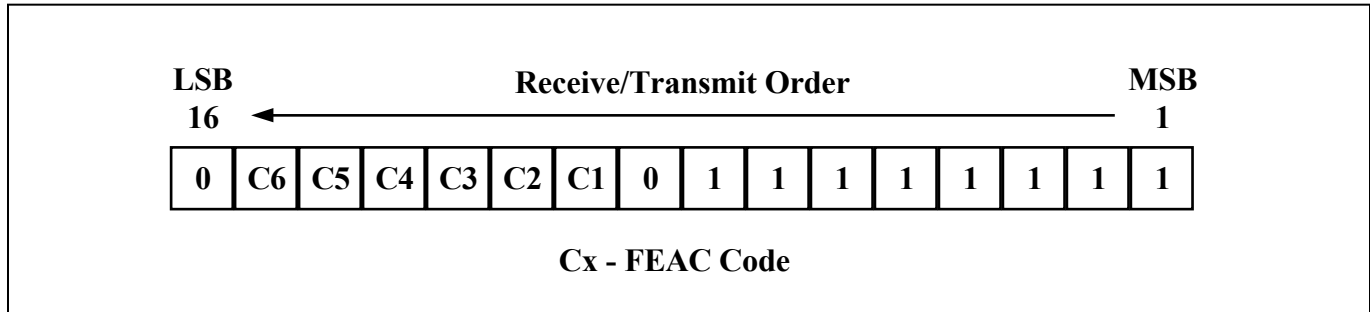 LSB Receive/Transmit Order MSB
16 1
0 C6 C5 C4 C3 C2 C1 0 1 1 1 1 1 1 1 1
Cx - FEAC Code